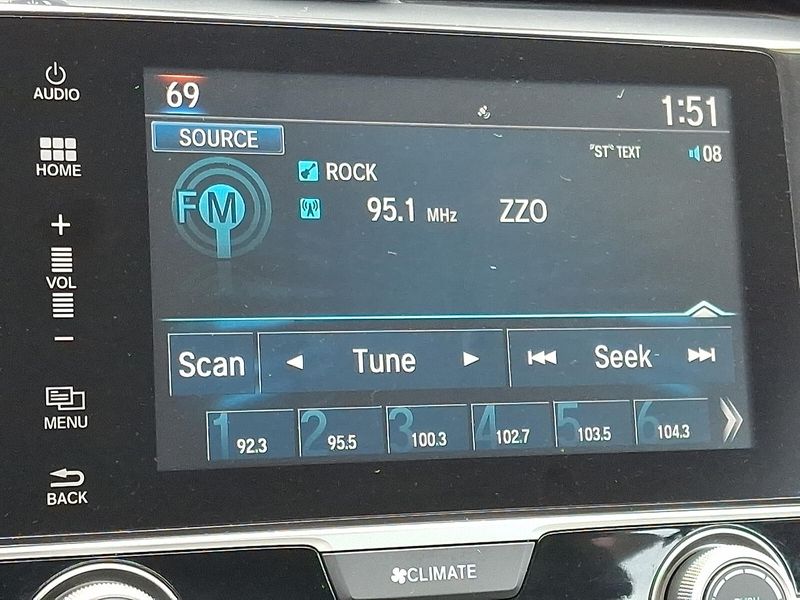 AUDIO
69
1:51
SOURCE
"ST" TEXT
08
HOME
FM
ROCK
95.1 MHz ZZO
+
VOL
-
Scan
Tune
Seek
MENU
1 92.3
2 95.5
3 100.3
4 102.7
5 103.5
6 104.3
BACK
CLIMATE